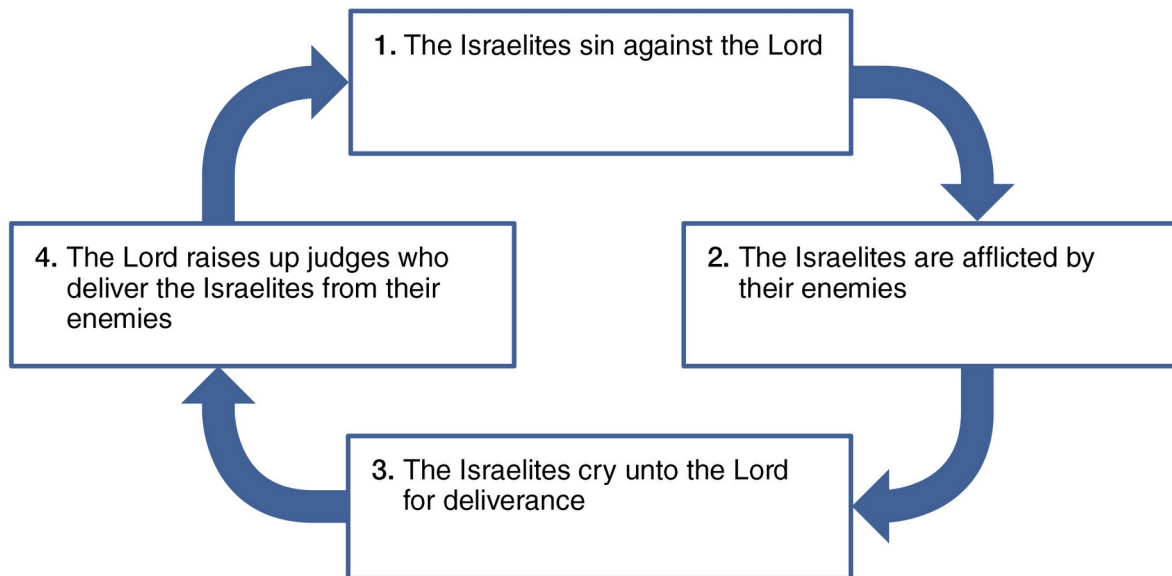 1. The Israelites sin against the Lord
2. The Israelites are afflicted by
their enemies
3. The Israelites cry unto the Lord
for deliverance
4. The Lord raises up judges who
deliver the Israelites from their
enemies